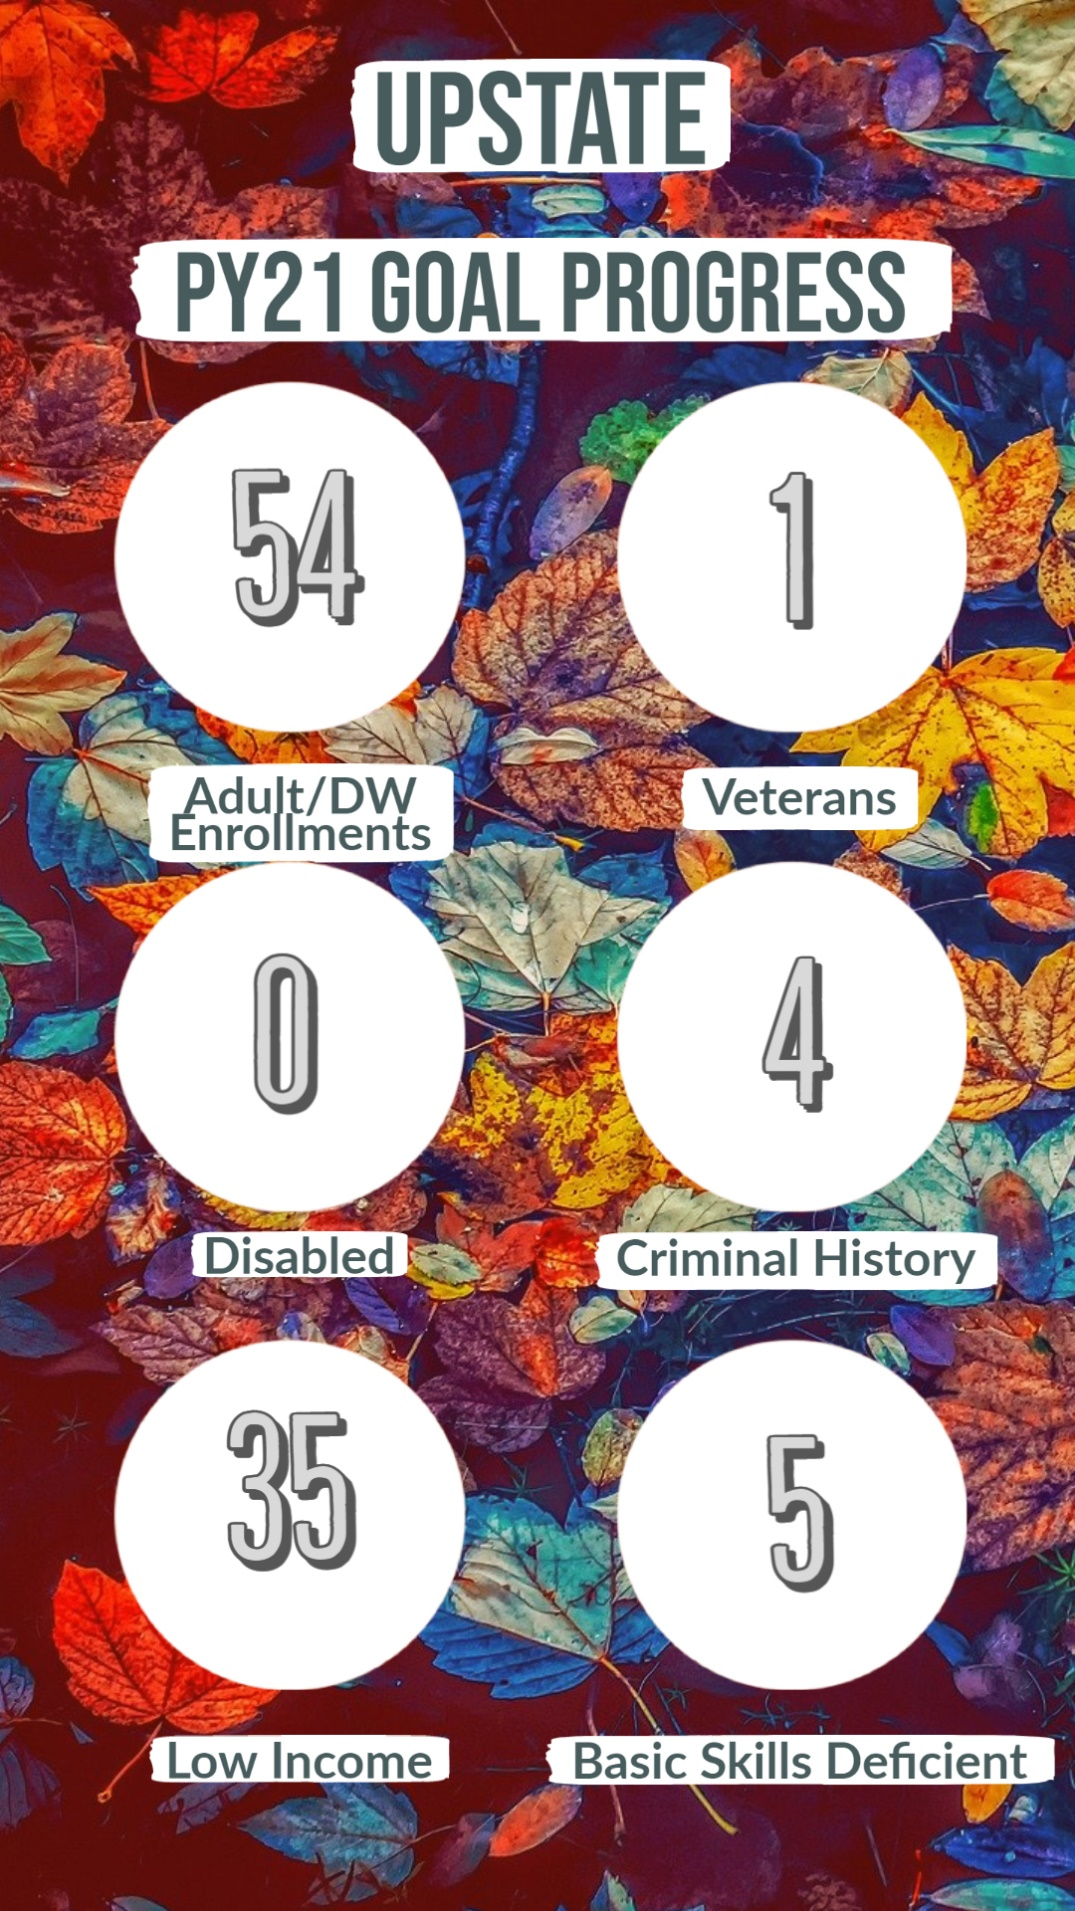 UPSTATE
PY21 GOAL PROGRESS
54
1
Adult/DW
Enrollments
Veterans
0
4
Disabled
Criminal History
35
5
Low Income
Basic Skills Deficient